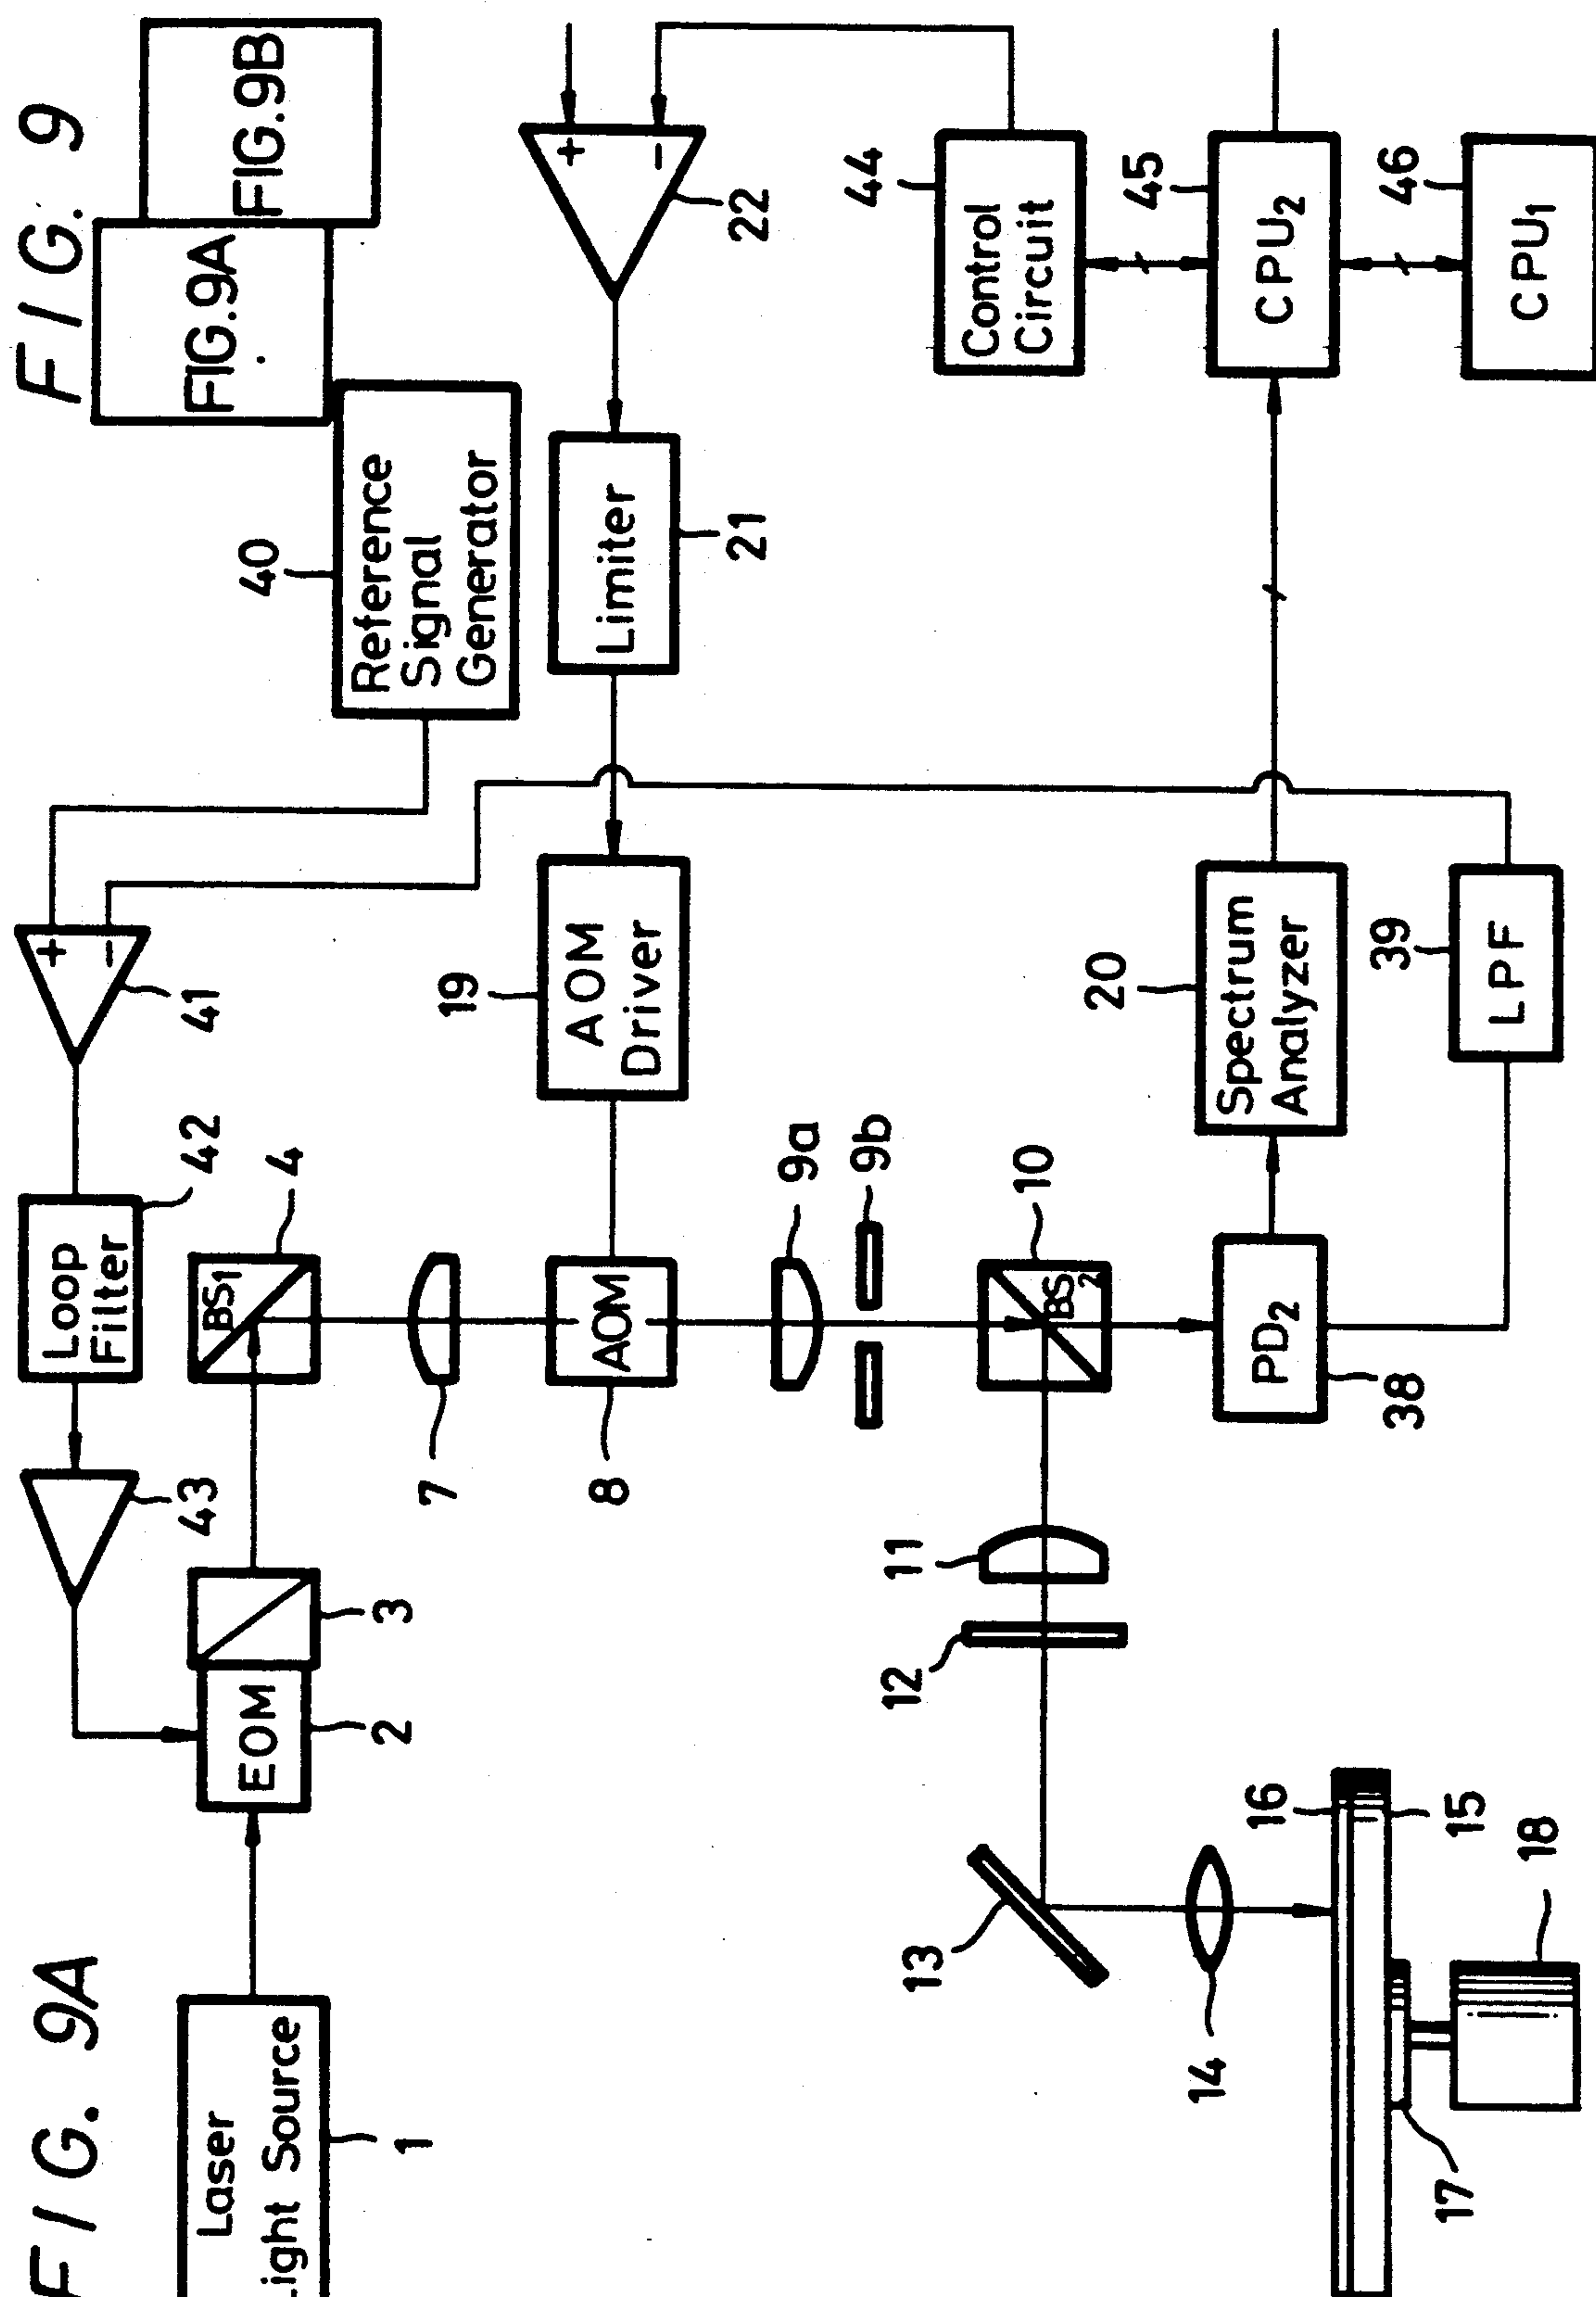 FIG. 9
FIG. 9A
FIG. 9B
FIG. 9A
Laser
Light Source
1
EOM
2
3
43
Loop
Filter
42
41
+
−
Reference
Signal
Generator
40
BS1
4
7
AOM
8
AOM
Driver
19
Limiter
21
+
−
22
9a
9b
BS2
10
11
12
13
14
16
15
17
18
PD2
38
Spectrum
Analyzer
20
LPF
39
Control
Circuit
44
CPU2
45
CPU1
46